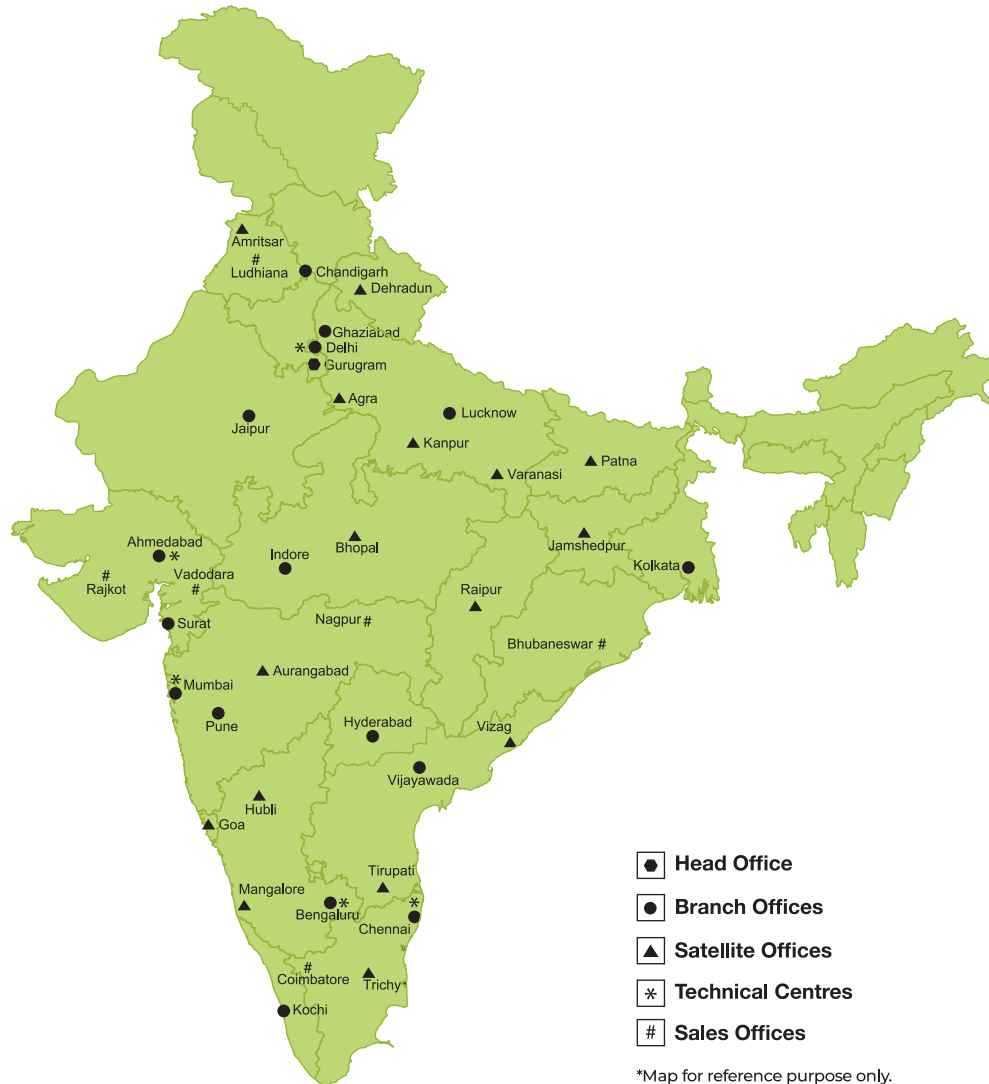 Amritsar
#
Ludhiana
Chandigarh
Dehradun
Ghaziabad
* Delhi
Gurugram
Agra
Jaipur
Lucknow
Kanpur
Varanasi
Patna
Ahmedabad
*
Bhopal
Indore
Jamshedpur
Kolkata
#
Rajkot
Vadodara
#
Raipur
Surat
Nagpur #
Bhubaneswar #
Aurangabad
*
Mumbai
Pune
Hyderabad
Vizag
Vijayawada
Hubli
Goa
Tirupati
Mangalore
*
Bengaluru
*
Chennai
#
Coimbatore
Trichy
Kochi
Head Office
Branch Offices
Satellite Offices
* Technical Centres
# Sales Offices
*Map for reference purpose only.